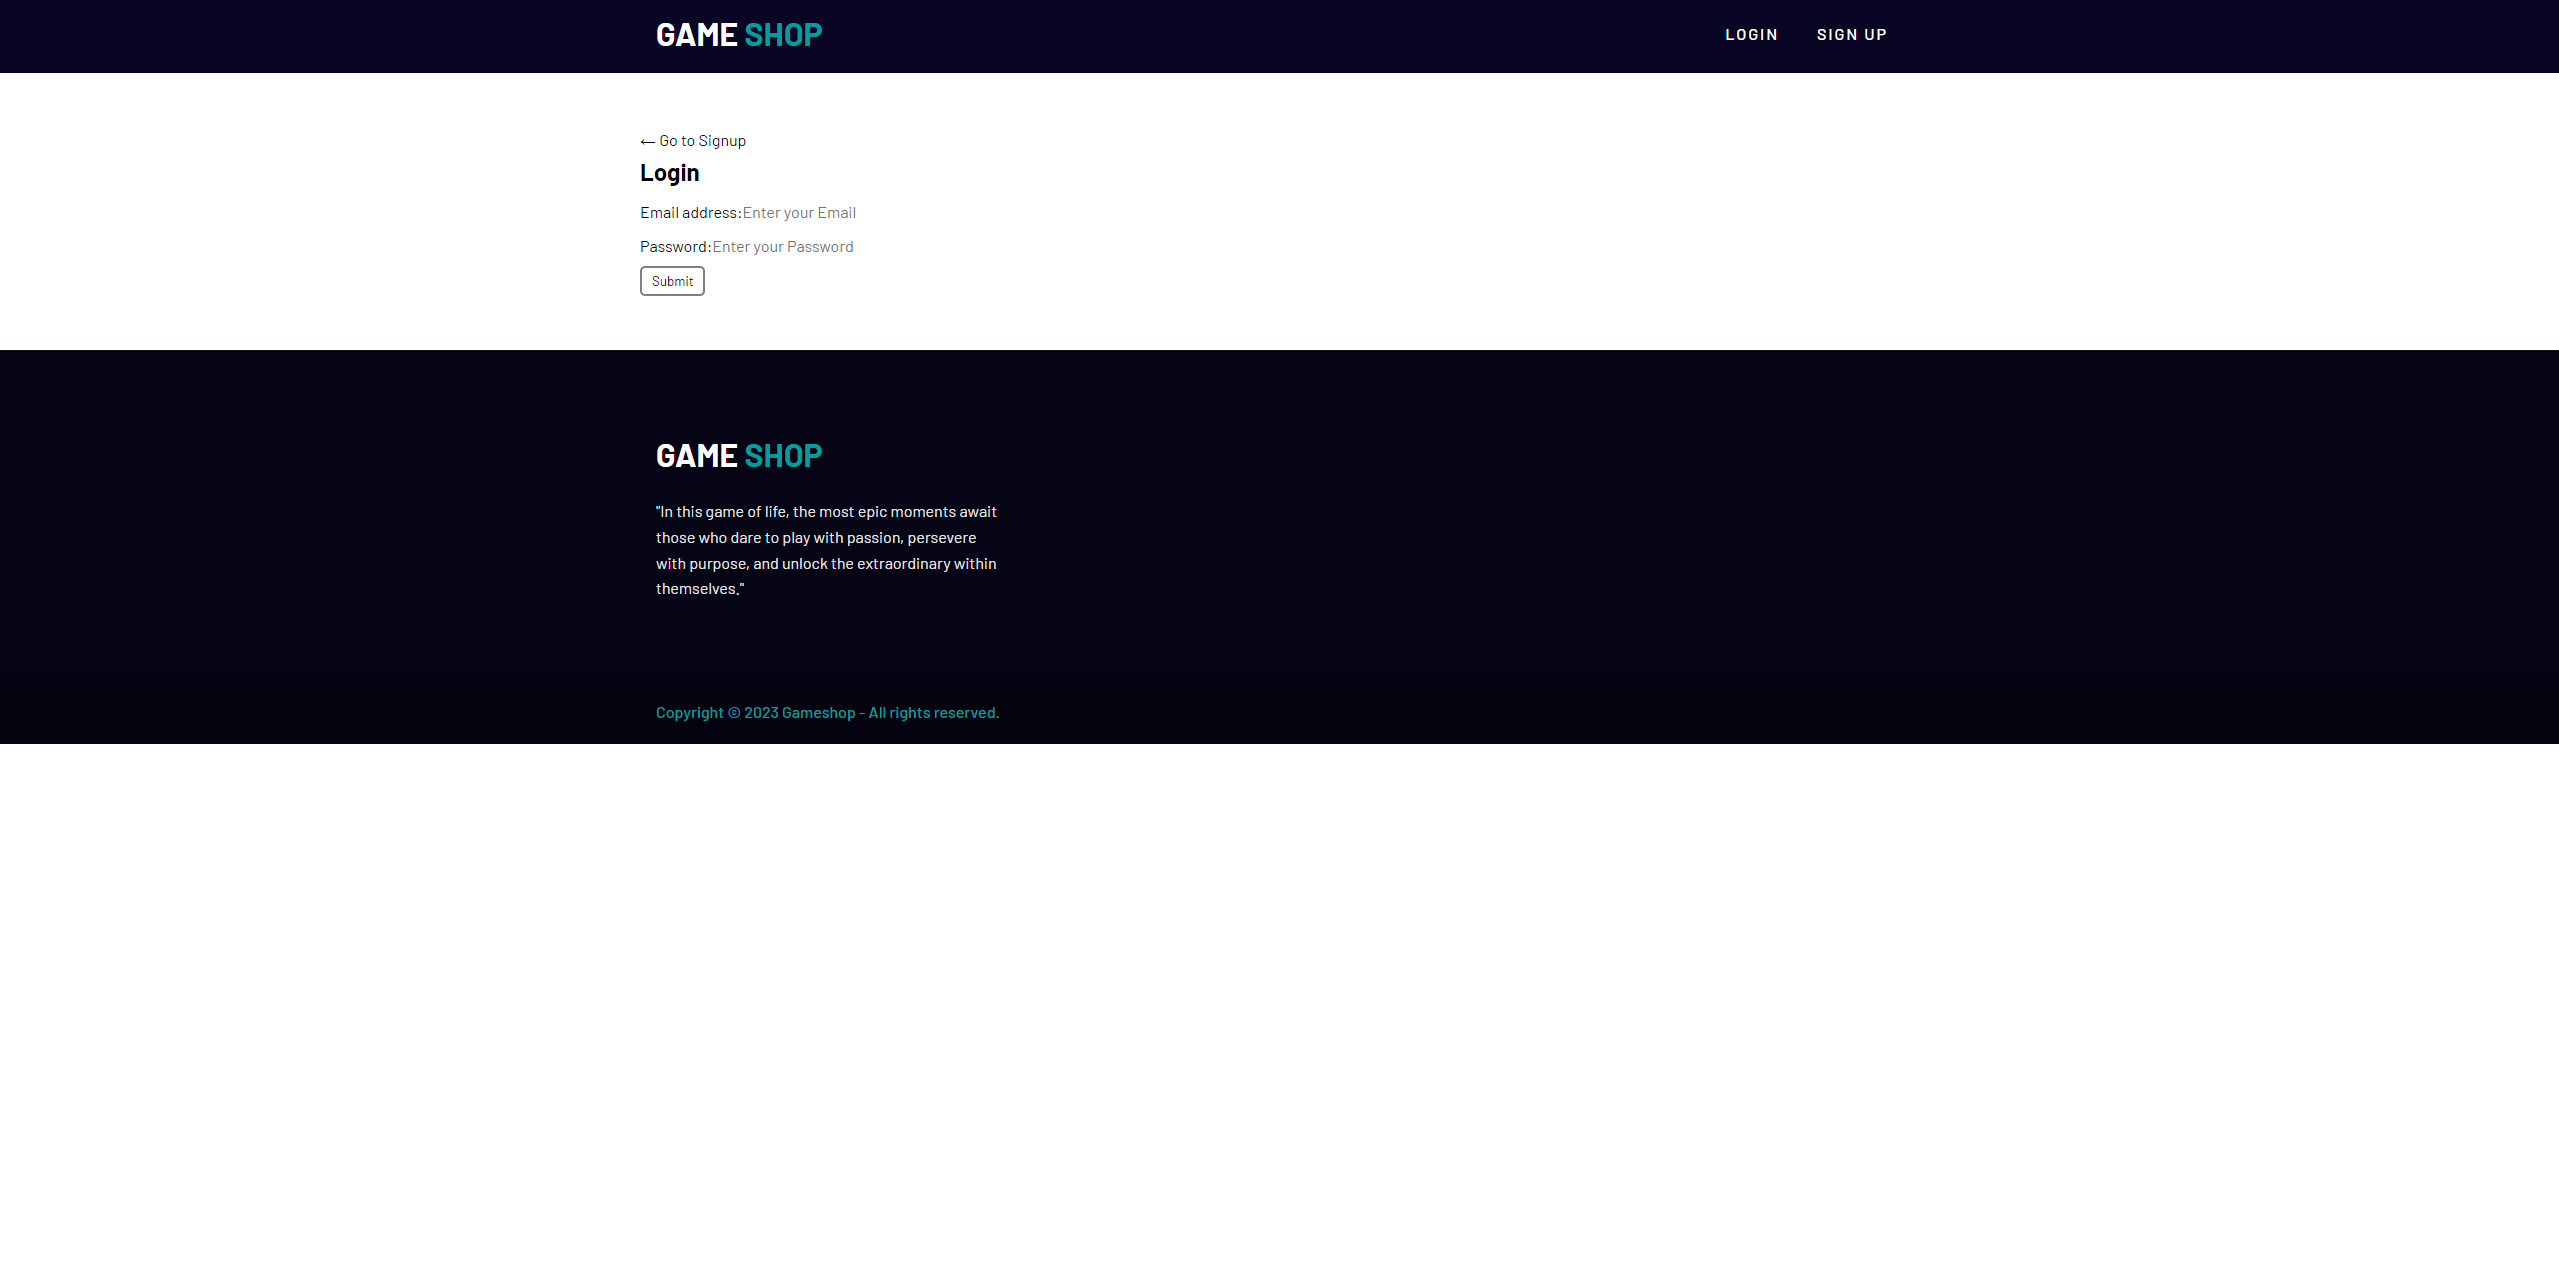 GAME SHOP
LOGIN SIGN UP
← Go to Signup
Login
Email address:Enter your Email
Password:Enter your Password
Submit
GAME SHOP
"In this game of life, the most epic moments await
those who dare to play with passion, persevere
with purpose, and unlock the extraordinary within
themselves."
Copyright © 2023 Gameshop - All rights reserved.